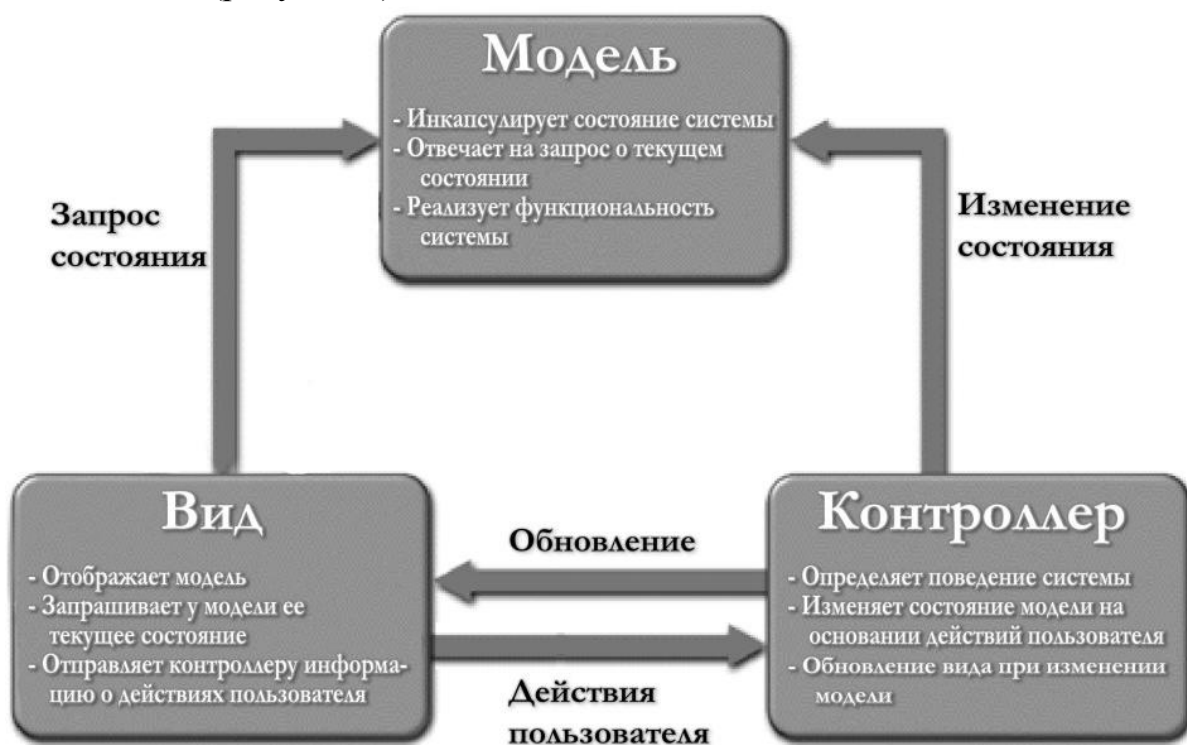 Модель
- Инкапсулирует состояние системы
- Отвечает на запрос о текущем
состоянии
- Реализует функциональность
системы
Запрос
состояния
Изменение
состояния
Вид
- Отображает модель
- Запрашивает у модели ее
текущее состояние
- Отправляет контроллеру информа-
цию о действиях пользователя
Обновление
Действия
пользователя
Контроллер
- Определяет поведение системы
- Изменяет состояние модели на
основании действий пользователя
- Обновление вида при изменении
модели